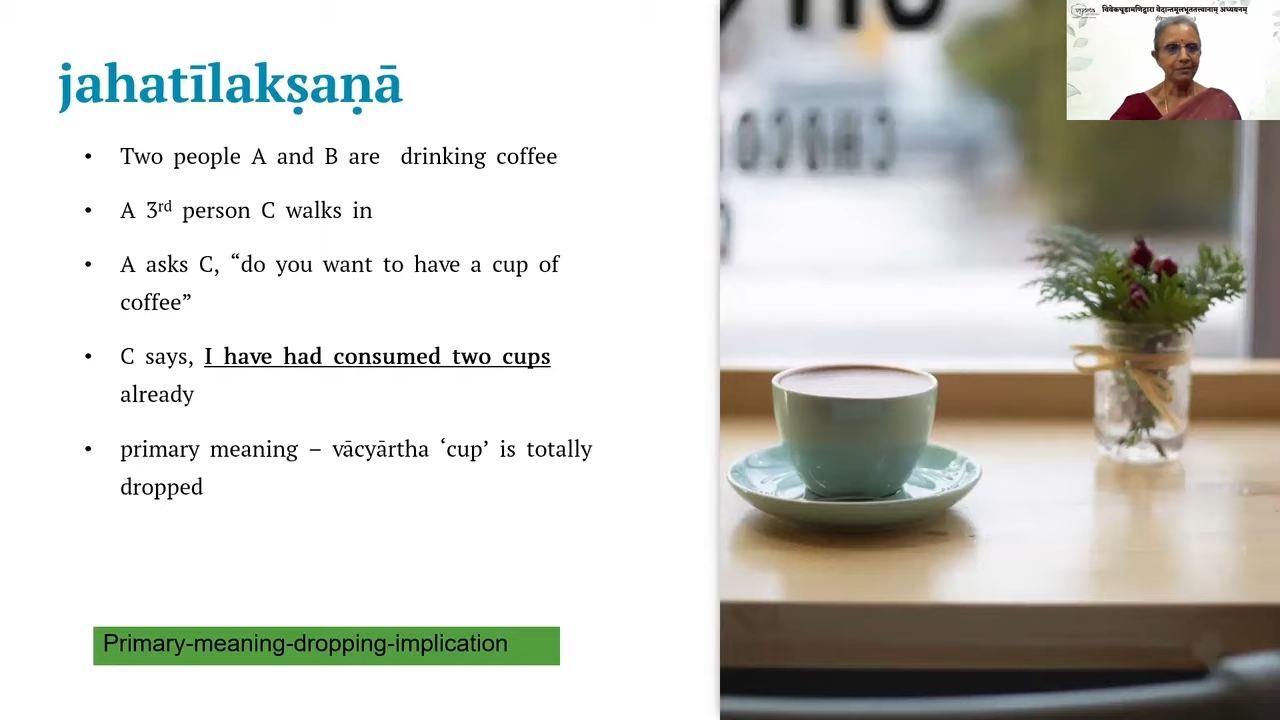 jahatīlakṣaṇā
• Two people A and B are drinking coffee
• A 3rd person C walks in
• A asks C, “do you want to have a cup of
coffee”
• C says, I have had consumed two cups
already
• primary meaning – vācyārtha ‘cup’ is totally
dropped
Primary-meaning-dropping-implication
विवेकचूडामणिद्वारा वेदान्तमूलभूततत्त्वानाम् अध्ययनम्